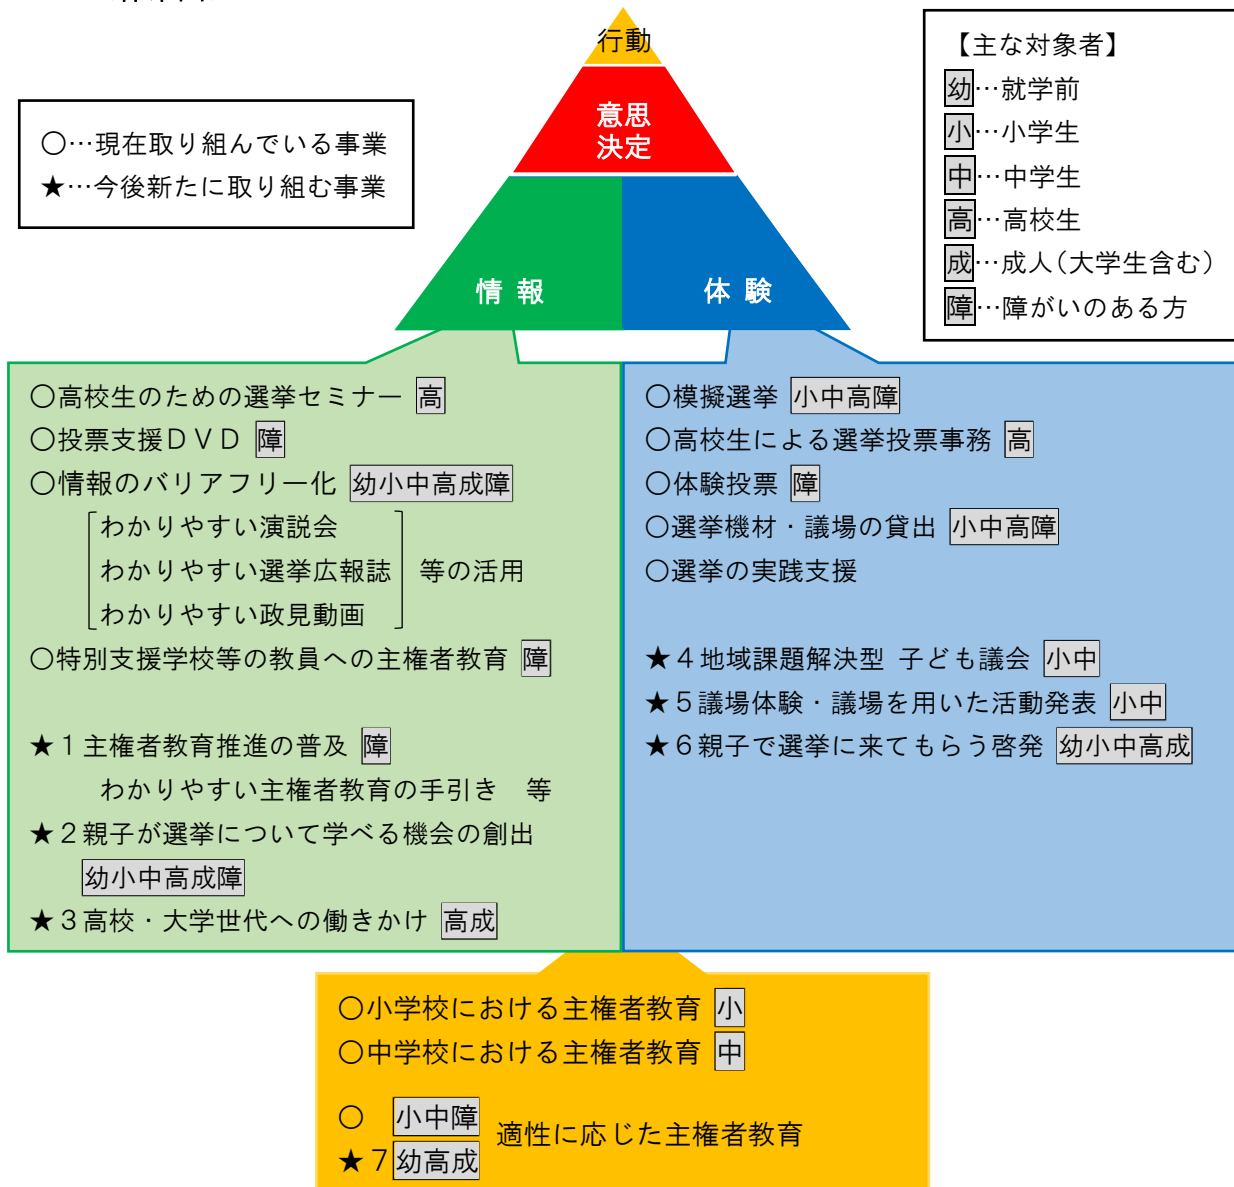 行動
意思
決定
情 報
体 験
○…現在取り組んでいる事業
★…今後新たに取り組む事業
【主な対象者】
幼…就学前
小…小学生
中…中学生
高…高校生
成…成人(大学生含む)
障…障がいのある方
○高校生のための選挙セミナー 高
○投票支援DVD 障
○情報のバリアフリー化 幼小中高成障
わかりやすい演説会
わかりやすい選挙広報誌 等の活用
わかりやすい政見動画
○特別支援学校等の教員への主権者教育 障
★1主権者教育推進の普及 障
わかりやすい主権者教育の手引き 等
★2親子が選挙について学べる機会の創出
幼小中高成障
★3高校・大学世代への働きかけ 高成
○模擬選挙 小中高障
○高校生による選挙投票事務 高
○体験投票 障
○選挙機材・議場の貸出 小中高障
○選挙の実践支援
★4地域課題解決型 子ども議会 小中
★5議場体験・議場を用いた活動発表 小中
★6親子で選挙に来てもらう啓発 幼小中高成
○小学校における主権者教育 小
○中学校における主権者教育 中
○ 小中障
適性に応じた主権者教育
★7幼高成